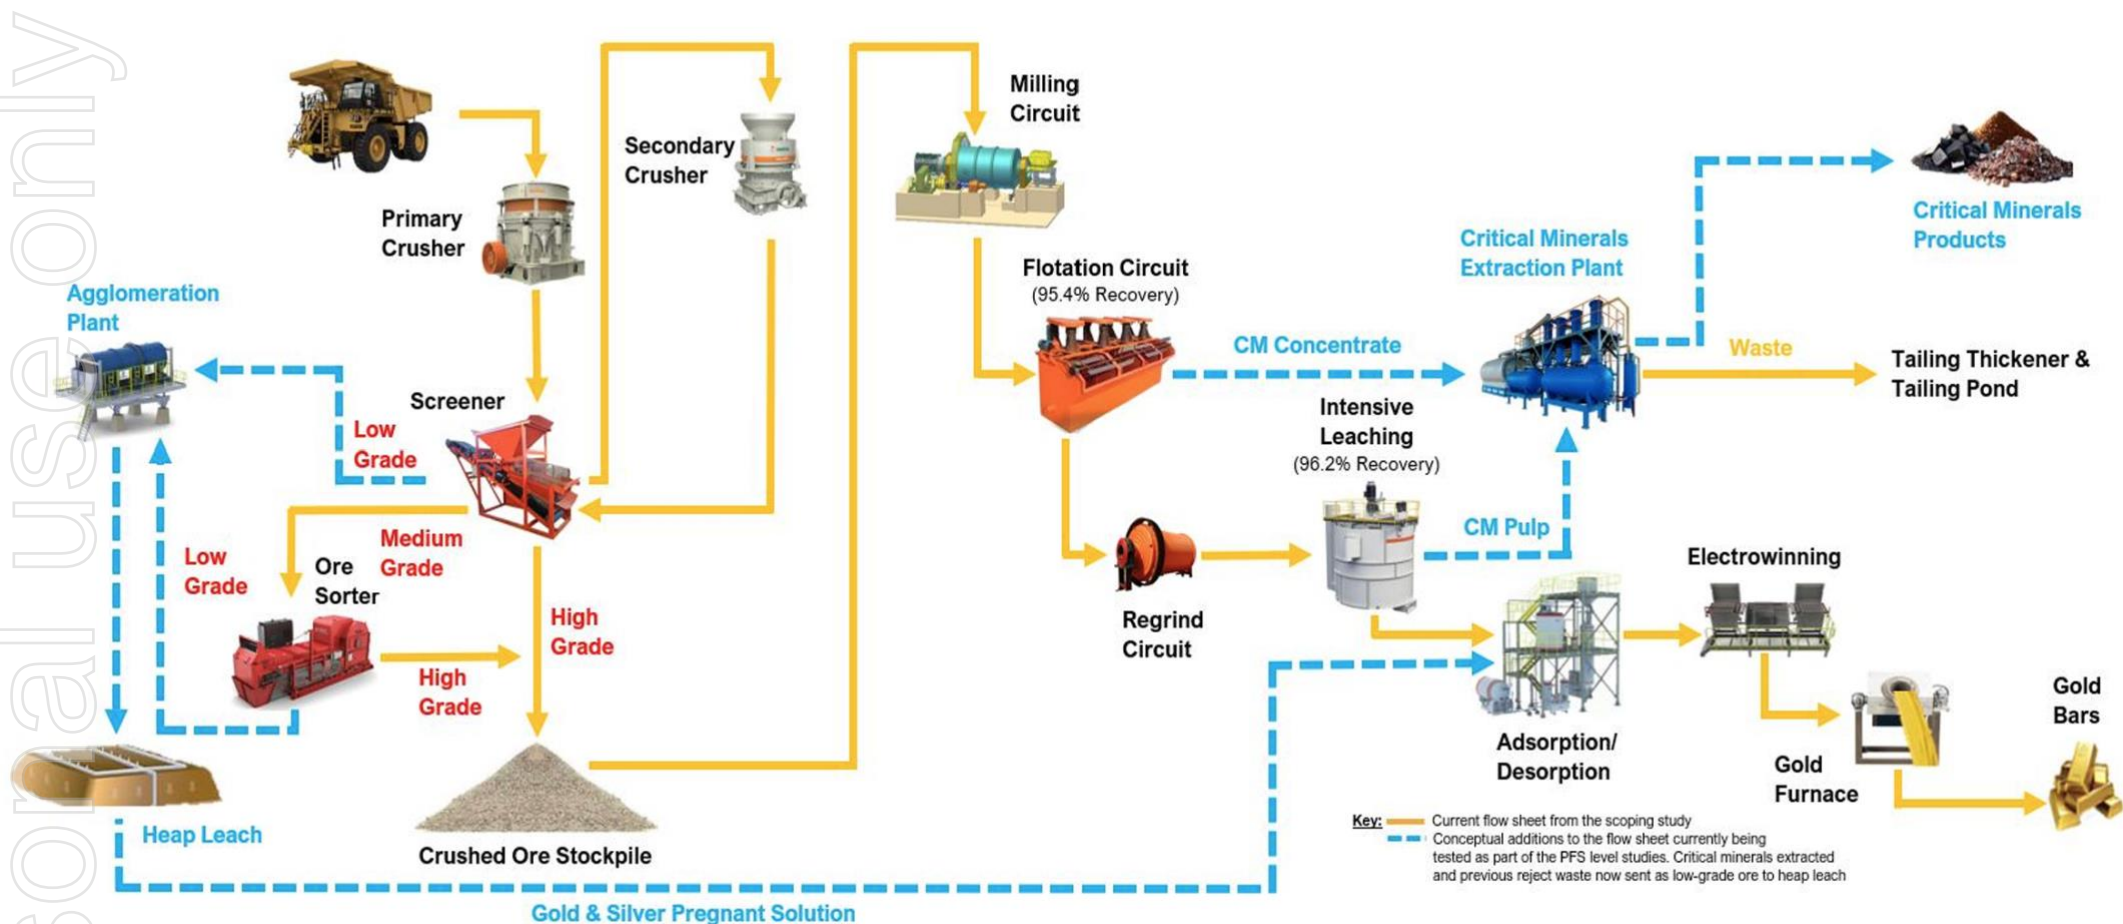 sonal use only
Milling
Circuit
Secondary
Crusher
Primary
Crusher
Critical Minerals
Products
Critical Minerals
Extraction Plant
Flotation Circuit
(95.4% Recovery)
Agglomeration
Plant
CM Concentrate
Waste
Tailing Thickener &
Tailing Pond
Screener
Intensive
Leaching
(96.2% Recovery)
Low
Grade
Medium
Grade
CM Pulp
Low
Grade
Ore
Sorter
Electrowinning
High
Grade
Regrind
Circuit
High
Grade
Gold
Bars
Adsorption/
Desorption
Gold
Furnace
Heap Leach
Crushed Ore Stockpile
Key:
Current flow sheet from the scoping study
Conceptual additions to the flow sheet currently being
tested as part of the PFS level studies. Critical minerals extracted
and previous reject waste now sent as low-grade ore to heap leach
Gold & Silver Pregnant Solution